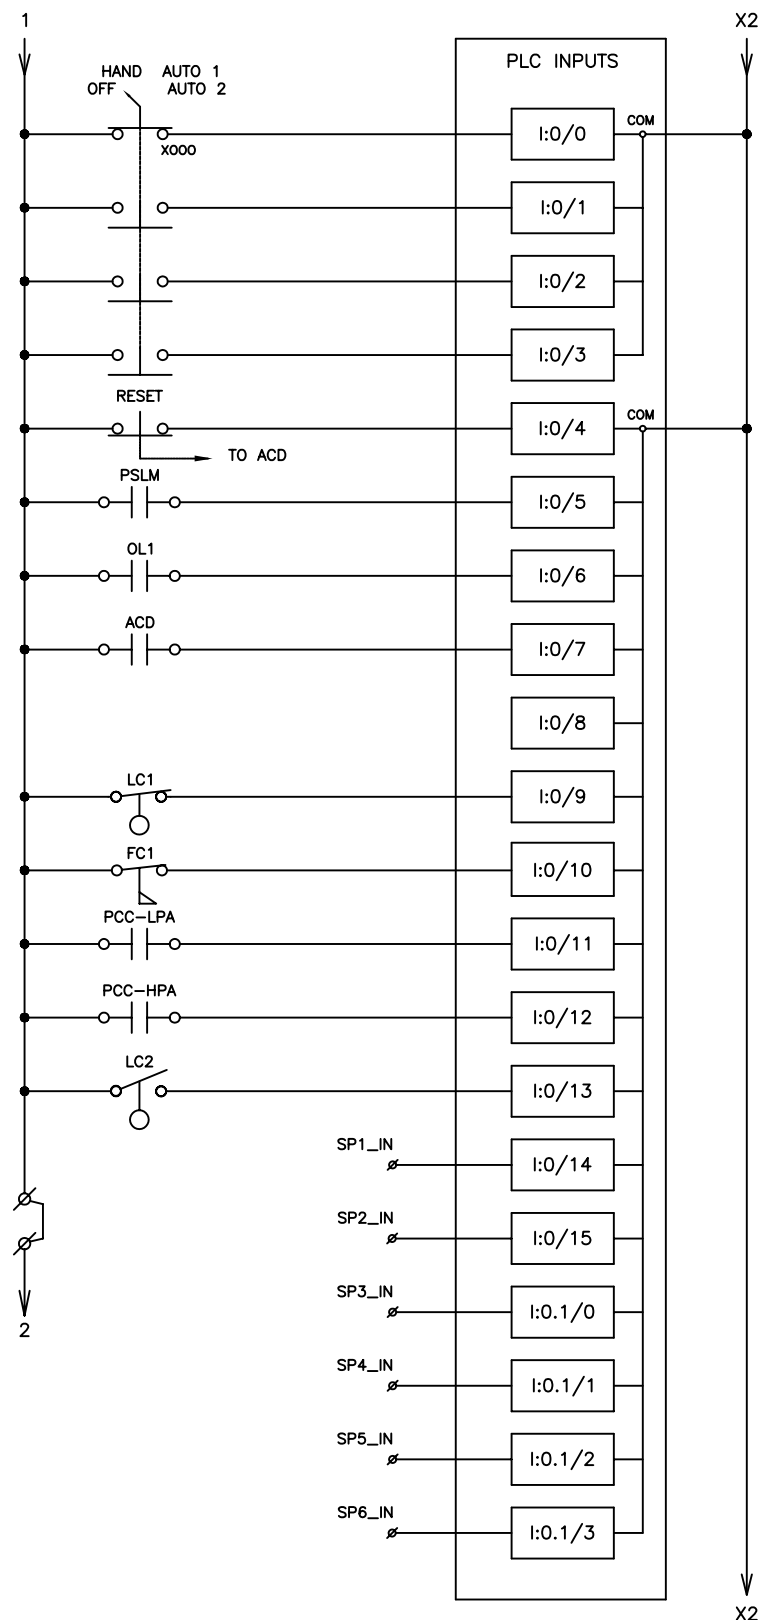 1
X2
PLC INPUTS
HAND AUTO 1
OFF AUTO 2
COM
I:0/0
X000
I:0/1
I:0/2
I:0/3
RESET
COM
I:0/4
TO ACD
PSLM
I:0/5
OL1
I:0/6
ACD
I:0/7
I:0/8
LC1
I:0/9
FC1
I:0/10
PCC-LPA
I:0/11
PCC-HPA
I:0/12
LC2
I:0/13
SP1_IN
I:0/14
SP2_IN
I:0/15
SP3_IN
I:0.1/0
2
SP4_IN
I:0.1/1
SP5_IN
I:0.1/2
SP6_IN
I:0.1/3
X2